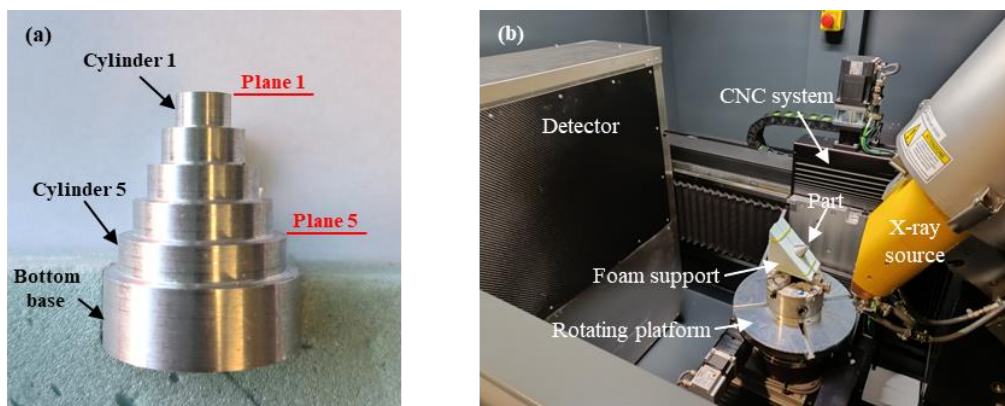 (a)
Cylinder 1
Plane 1
Cylinder 5
Plane 5
Bottom
base
(b)
CNC system
Detector
Part
X-ray
source
Foam support
Rotating platform